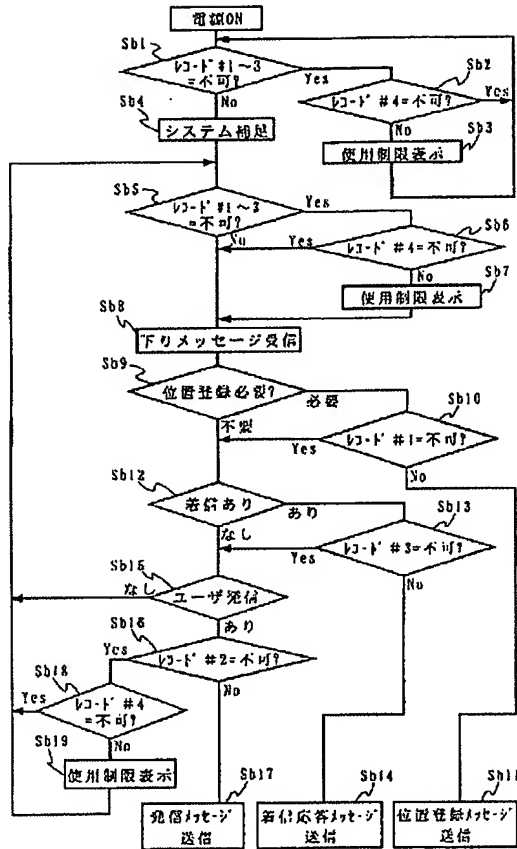 電源ON
Sb1
ﾚｺｰﾄﾞ #1～3
=不可?
Yes
No
Sb2
ﾚｺｰﾄﾞ #4=不可?
Yes
No
Sb3
使用制限表示
Sb4
システム補足
Sb5
ﾚｺｰﾄﾞ #1～3
=不可?
Yes
No
Sb6
ﾚｺｰﾄﾞ #4=不可?
Yes
No
Sb7
使用制限表示
Sb8
下りメッセージ受信
Sb9
位置登録必要?
必要
不要
Sb10
ﾚｺｰﾄﾞ #1=不可?
Yes
No
Sb12
着信あり
あり
なし
Sb13
ﾚｺｰﾄﾞ #3=不可?
Yes
No
Sb15
ユーザ発信
なし
あり
Sb16
ﾚｺｰﾄﾞ #2=不可?
Yes
No
Sb18
ﾚｺｰﾄﾞ #4
=不可?
Yes
No
Sb19
使用制限表示
Sb17
発信ﾒｯｾｰｼﾞ
送信
Sb14
着信応答ﾒｯｾｰｼﾞ
送信
Sb11
位置登録ﾒｯｾｰｼﾞ
送信